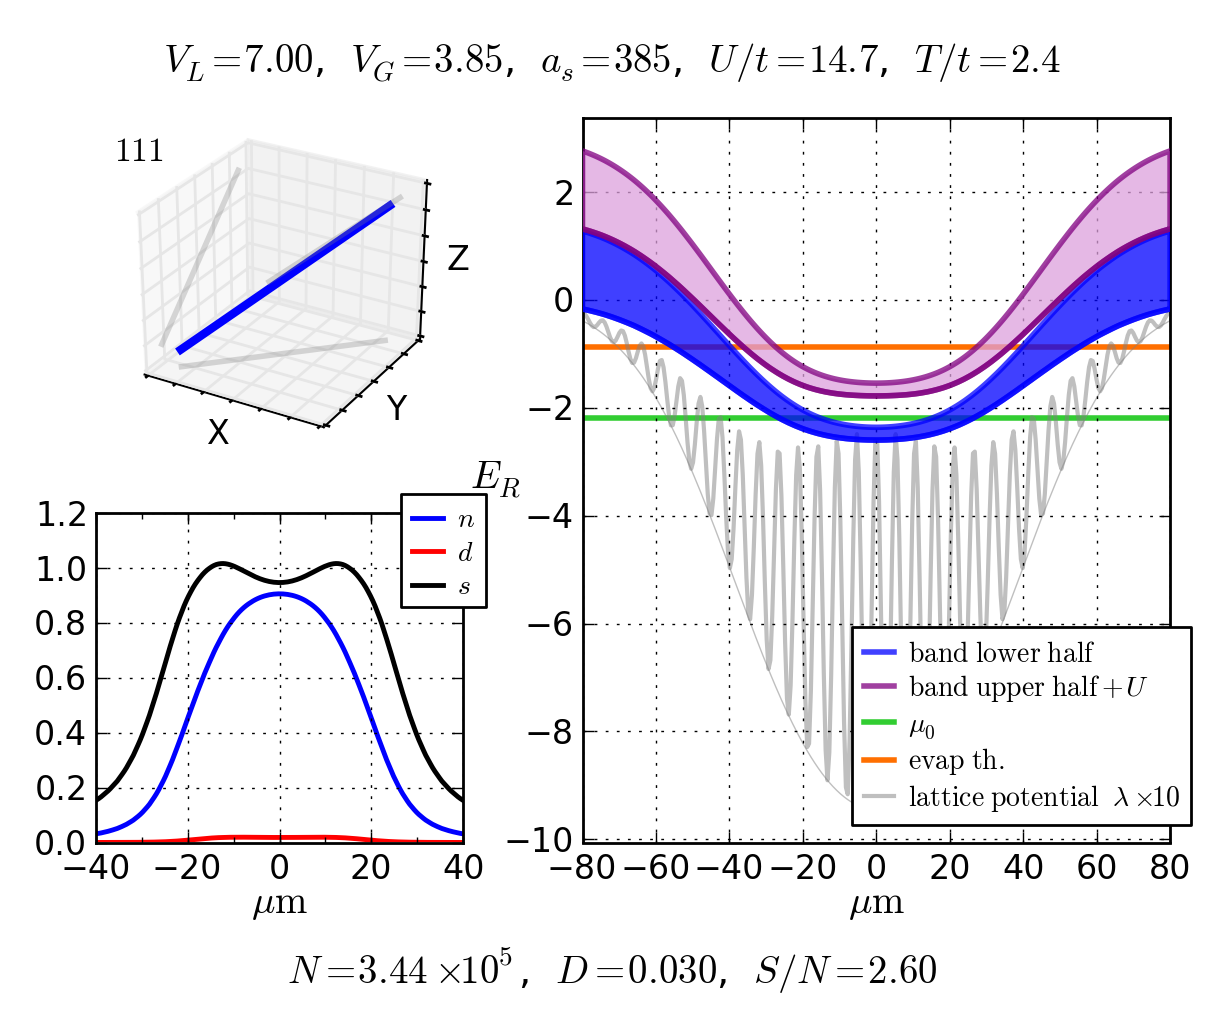 V_L=7.00, V_G=3.85, a_s=385, U/t=14.7, T/t=2.4
111
Z
Y
X
E_R
1.2
1.0
0.8
0.6
0.4
0.2
0.0
n
d
s
−40 −20 0 20 40
μm
2
0
−2
−4
−6
−8
−10
band lower half
band upper half+U
μ_0
evap th.
lattice potential λ×10
−80 −60 −40 −20 0 20 40 60 80
μm
N=3.44 ×10^5, D=0.030, S/N=2.60